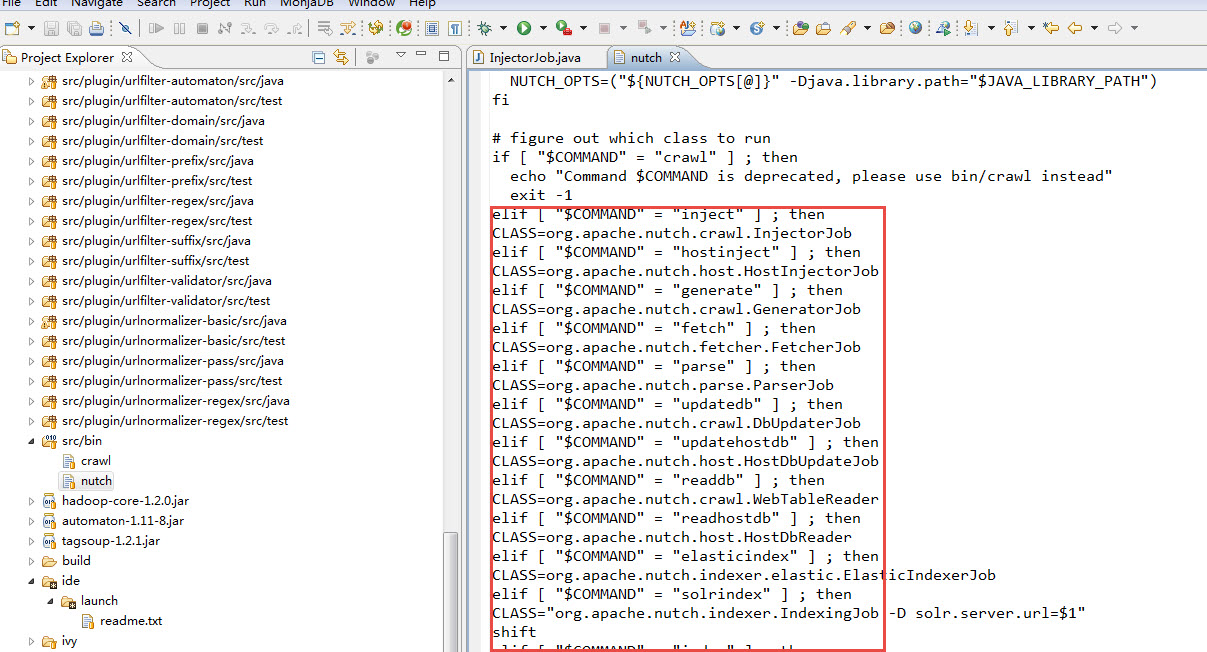 File Edit Navigate Search Project Run MonjaDB Window Help
Project Explorer
src/plugin/urlfilter-automaton/src/java
src/plugin/urlfilter-automaton/src/test
src/plugin/urlfilter-domain/src/java
src/plugin/urlfilter-domain/src/test
src/plugin/urlfilter-prefix/src/java
src/plugin/urlfilter-prefix/src/test
src/plugin/urlfilter-regex/src/java
src/plugin/urlfilter-regex/src/test
src/plugin/urlfilter-suffix/src/java
src/plugin/urlfilter-suffix/src/test
src/plugin/urlfilter-validator/src/java
src/plugin/urlfilter-validator/src/test
src/plugin/urlnormalizer-basic/src/java
src/plugin/urlnormalizer-basic/src/test
src/plugin/urlnormalizer-pass/src/java
src/plugin/urlnormalizer-pass/src/test
src/plugin/urlnormalizer-regex/src/java
src/plugin/urlnormalizer-regex/src/test
src/bin
crawl
nutch
hadoop-core-1.2.0.jar
automaton-1.11-8.jar
tagsoup-1.2.1.jar
build
ide
launch
readme.txt
ivy
InjectorJob.java nutch
NUTCH_OPTS=("${NUTCH_OPTS[@]}" -Djava.library.path="$JAVA_LIBRARY_PATH")
fi
# figure out which class to run
if [ "$COMMAND" = "crawl" ] ; then
echo "Command $COMMAND is deprecated, please use bin/crawl instead"
exit -1
elif [ "$COMMAND" = "inject" ] ; then
CLASS=org.apache.nutch.crawl.InjectorJob
elif [ "$COMMAND" = "hostinject" ] ; then
CLASS=org.apache.nutch.host.HostInjectorJob
elif [ "$COMMAND" = "generate" ] ; then
CLASS=org.apache.nutch.crawl.GeneratorJob
elif [ "$COMMAND" = "fetch" ] ; then
CLASS=org.apache.nutch.fetcher.FetcherJob
elif [ "$COMMAND" = "parse" ] ; then
CLASS=org.apache.nutch.parse.ParserJob
elif [ "$COMMAND" = "updatedb" ] ; then
CLASS=org.apache.nutch.crawl.DbUpdaterJob
elif [ "$COMMAND" = "updatehostdb" ] ; then
CLASS=org.apache.nutch.host.HostDbUpdateJob
elif [ "$COMMAND" = "readdb" ] ; then
CLASS=org.apache.nutch.crawl.WebTableReader
elif [ "$COMMAND" = "readhostdb" ] ; then
CLASS=org.apache.nutch.host.HostDbReader
elif [ "$COMMAND" = "elasticindex" ] ; then
CLASS=org.apache.nutch.indexer.elastic.ElasticIndexerJob
elif [ "$COMMAND" = "solrindex" ] ; then
CLASS="org.apache.nutch.indexer.IndexingJob -D solr.server.url=$1"
shift